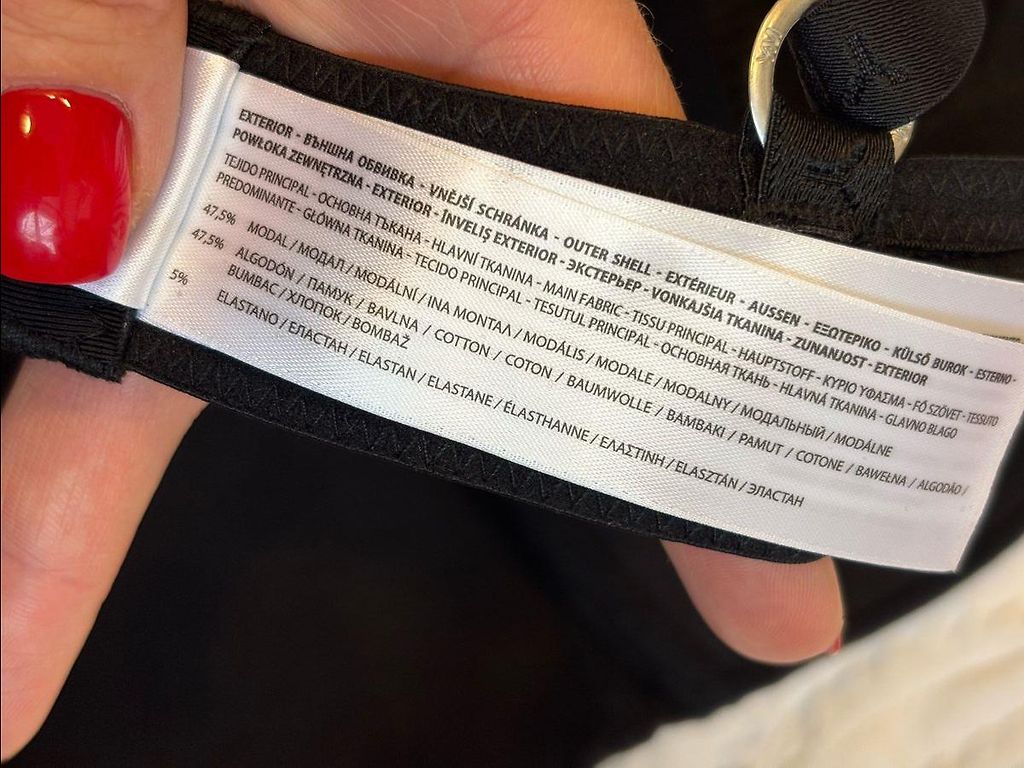 EXTERIOR - ВЪНШНА ОБВИВКА - VNĚJŠÍ SCHRÁNKA - OUTER SHELL - EXTÉRIEUR - AUSSEN - ΕΞΩΤΕΡΙΚΟ - KÜLSŐ BUROK - ESTERNO -
POWŁOKA ZEWNĘTRZNA - EXTERIOR - ÎNVELIŞ EXTERIOR - ЭКСТЕРЬЕР - VONKAJŠIA TKANINA - ZUNANJOST - EXTERIOR
TEJIDO PRINCIPAL - ОСНОВНА ТЪКАНА - HLAVNÍ TKANINA - MAIN FABRIC - TISSU PRINCIPAL - HAUPTSTOFF - ΚΥΡΙΟ ΥΦΑΣΜΑ - FŐ SZÖVET - TESSUTO
PREDOMINANTE - GŁÓWNA TKANINA - TECIDO PRINCIPAL - TESUTUL PRINCIPAL - ОСНОВНАЯ ТКАНЬ - HLAVNÁ TKANINA - GLAVNO BLAGO
47,5% MODAL / МОДАЛ / MODÁLNÍ / ΙΝΑ ΜΟΝΤΑΛ / MODÁLIS / MODALE / MODALNY / МОДАЛЬНЫЙ / MODÁLNE
47,5% ALGODÓN / ПАМУК / BAVLNA / COTTON / COTON / BAUMWOLLE / ΒΑΜΒΑΚΙ / PAMUT / COTONE / BAWEŁNA / ALGODÃO /
BUMBAC / ХЛОПОК / BOMBAŽ
5% ELASTANO / ЕЛАСТАН / ELASTAN / ELASTANE / ÉLASTHANNE / ΕΛΑΣΤΙΝΗ / ELASZTÁN / ЭЛАСТАН